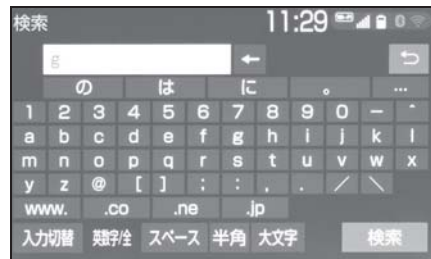 検索 11:29
g ←
の は に 。 …
1 2 3 4 5 6 7 8 9 0 - ^
a b c d e f g h i j k l
m n o p q r s t u v w x
y z @ [ ] ; : , . / \
www. .co .ne .jp
入力切替 英数字/全 スペース 半角 大文字 検索